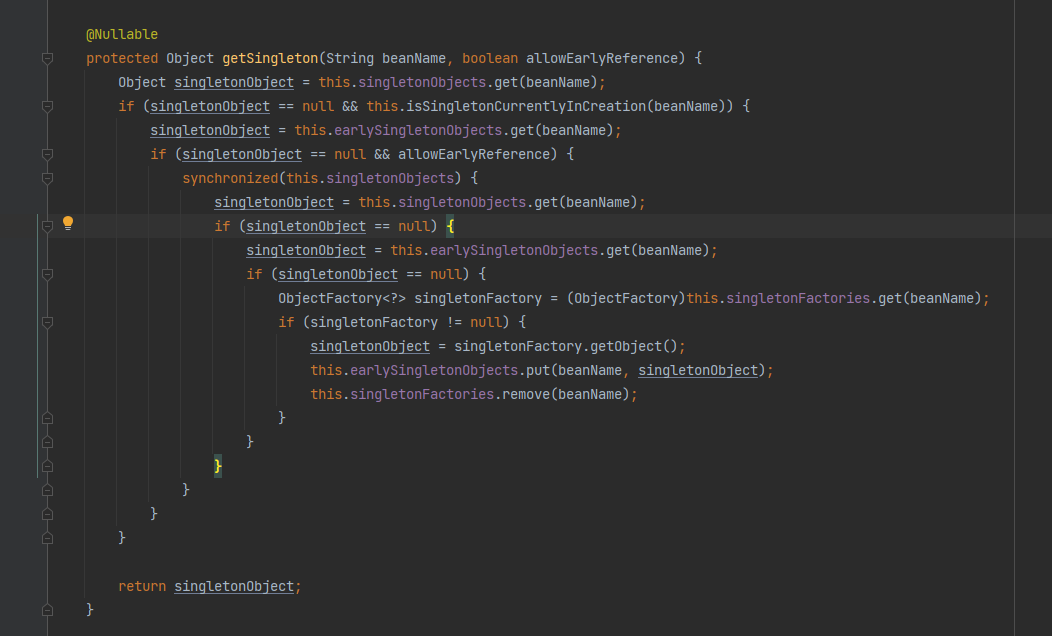 @Nullable
protected Object getSingleton(String beanName, boolean allowEarlyReference) {
    Object singletonObject = this.singletonObjects.get(beanName);
    if (singletonObject == null && this.isSingletonCurrentlyInCreation(beanName)) {
        singletonObject = this.earlySingletonObjects.get(beanName);
        if (singletonObject == null && allowEarlyReference) {
            synchronized(this.singletonObjects) {
                singletonObject = this.singletonObjects.get(beanName);
                if (singletonObject == null) {
                    singletonObject = this.earlySingletonObjects.get(beanName);
                    if (singletonObject == null) {
                        ObjectFactory<?> singletonFactory = (ObjectFactory)this.singletonFactories.get(beanName);
                        if (singletonFactory != null) {
                            singletonObject = singletonFactory.getObject();
                            this.earlySingletonObjects.put(beanName, singletonObject);
                            this.singletonFactories.remove(beanName);
                        }
                    }
                }
            }
        }
    }

    return singletonObject;
}